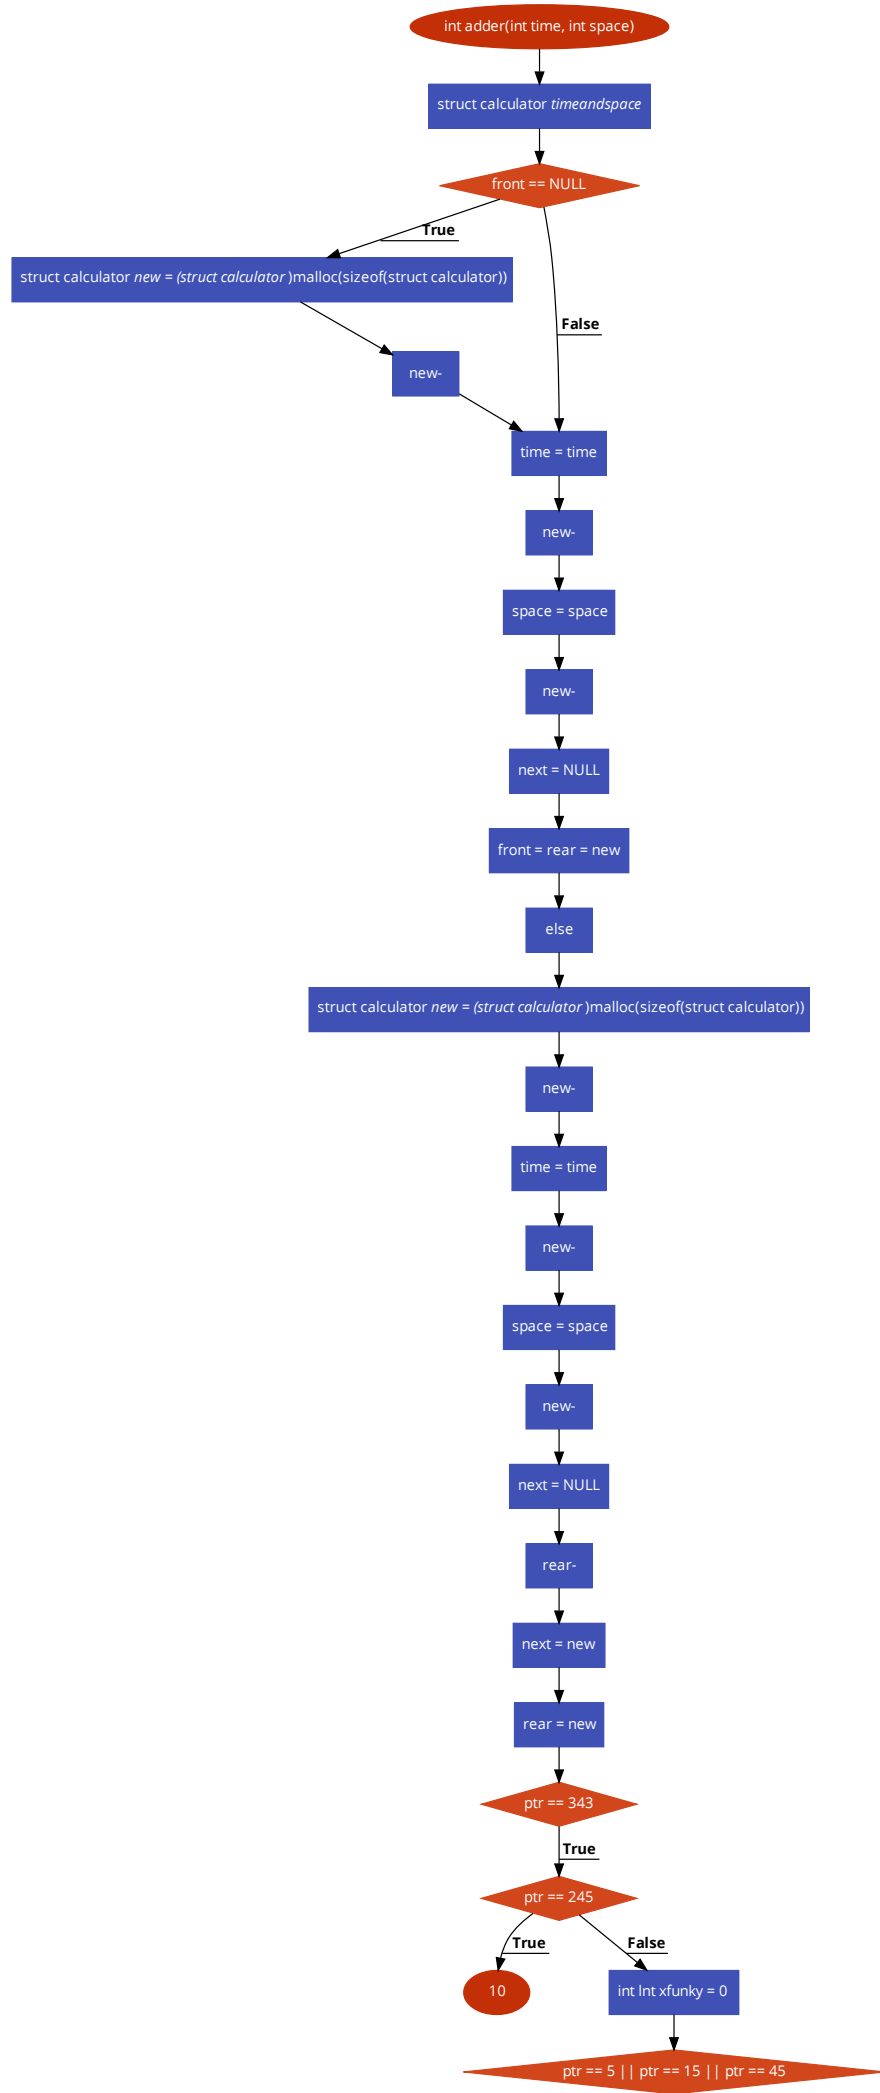 int adder(int time, int space)
struct calculator timeandspace
front == NULL
True
struct calculator new = (struct calculator )malloc(sizeof(struct calculator))
False
new-
time = time
new-
space = space
new-
next = NULL
front = rear = new
else
struct calculator new = (struct calculator )malloc(sizeof(struct calculator))
new-
time = time
new-
space = space
new-
next = NULL
rear-
next = new
rear = new
ptr == 343
True
ptr == 245
True False
10 int lnt xfunky = 0
ptr == 5 || ptr == 15 || ptr == 45